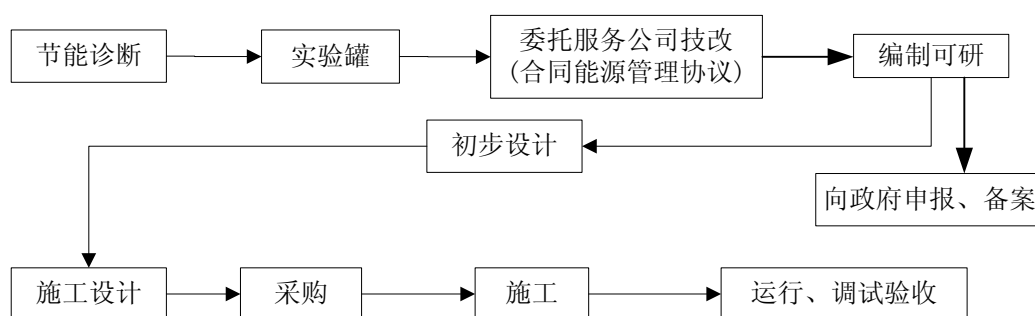 节能诊断
实验罐
委托服务公司技改
(合同能源管理协议)
编制可研
初步设计
向政府申报、备案
施工设计
采购
施工
运行、调试验收